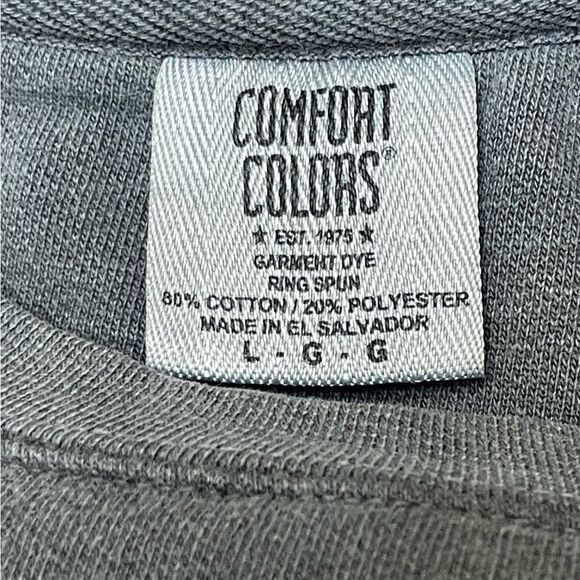 COMFORT
COLORS®
★ EST. 1975 ★
GARMENT DYE
RING SPUN
80% COTTON / 20% POLYESTER
MADE IN EL SALVADOR
L - G - G